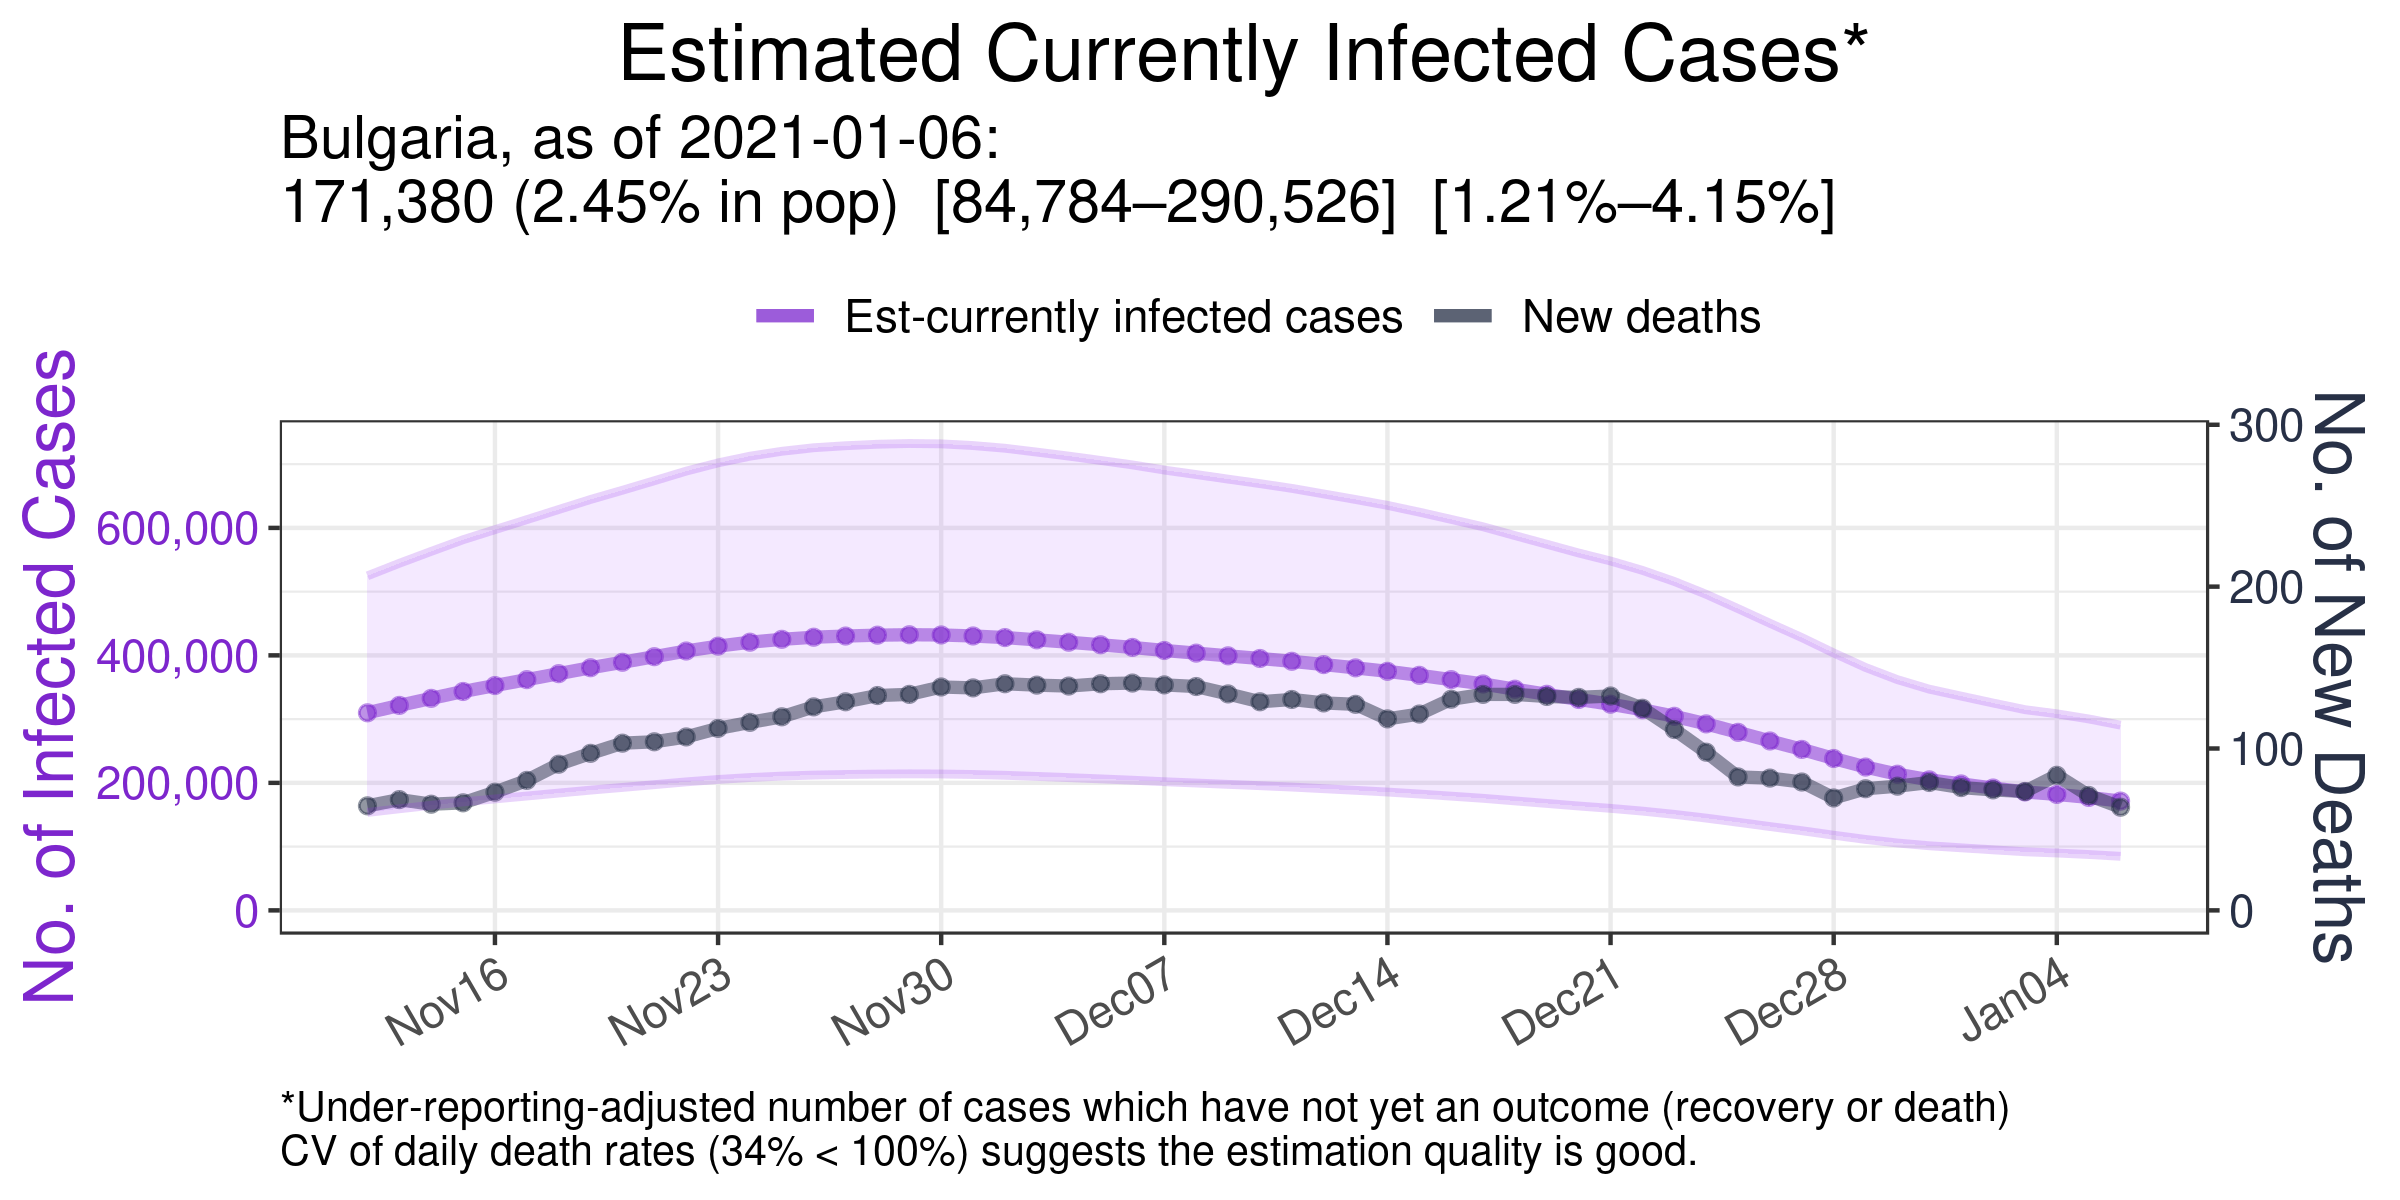 Estimated Currently Infected Cases*
Bulgaria, as of 2021-01-06:
171,380 (2.45% in pop) [84,784–290,526] [1.21%–4.15%]
Est-currently infected cases New deaths
No. of Infected Cases
600,000
400,000
200,000
0
300
200
100
0
No. of New Deaths
Nov16 Nov23 Nov30 Dec07 Dec14 Dec21 Dec28 Jan04
*Under-reporting-adjusted number of cases which have not yet an outcome (recovery or death)
CV of daily death rates (34% < 100%) suggests the estimation quality is good.